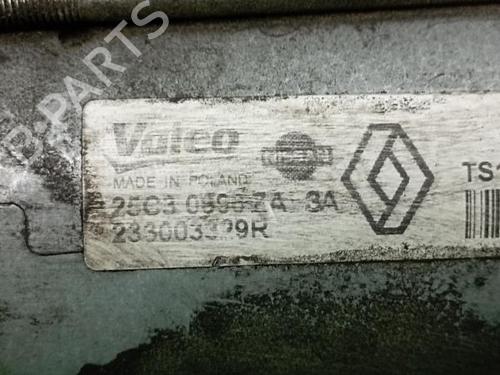 B-PARTS
Valeo
NISSAN
TS1
MADE IN POLAND
233003329R